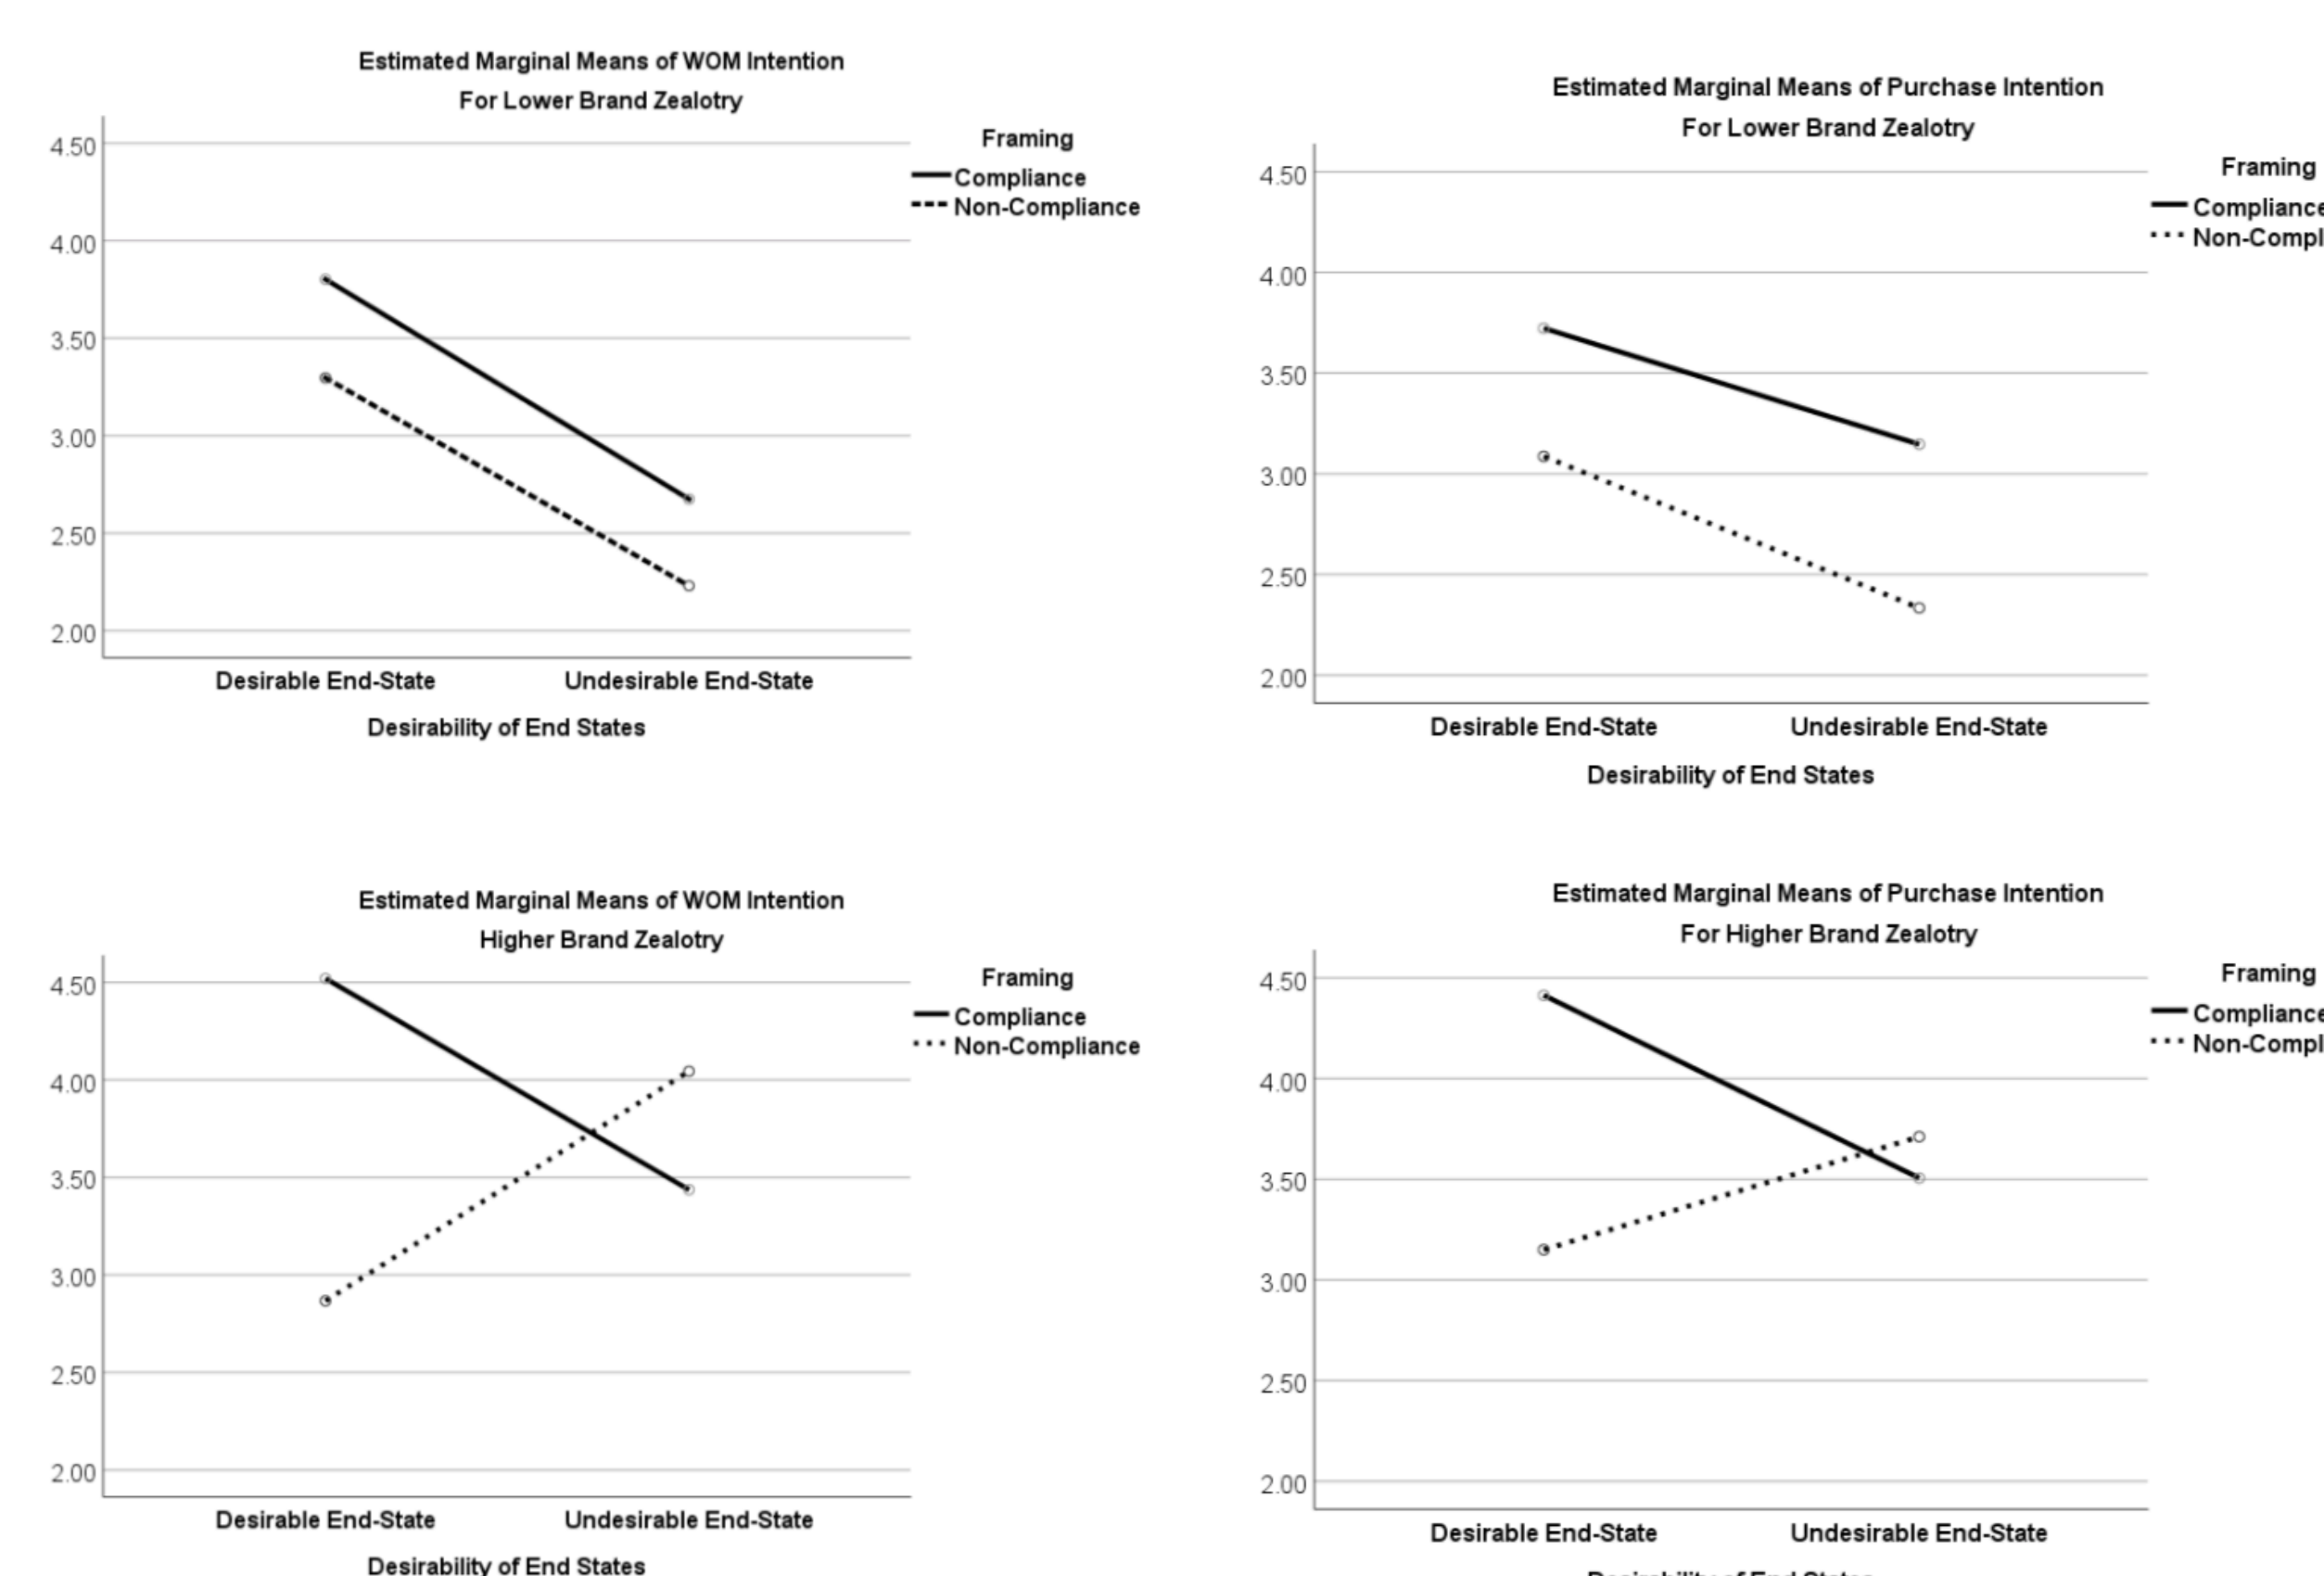 Estimated Marginal Means of WOM Intention
For Lower Brand Zealotry
4.50
4.00
3.50
3.00
2.50
2.00
Framing
Compliance
Non-Compliance
Desirable End-State
Undesirable End-State
Desirability of End States
Estimated Marginal Means of Purchase Intention
For Lower Brand Zealotry
4.50
4.00
3.50
3.00
2.50
2.00
Framing
Compliance
Non-Compl
Desirable End-State
Undesirable End-State
Desirability of End States
Estimated Marginal Means of WOM Intention
Higher Brand Zealotry
4.50
4.00
3.50
3.00
2.50
2.00
Framing
Compliance
Non-Compliance
Desirable End-State
Undesirable End-State
Desirability of End States
Estimated Marginal Means of Purchase Intention
For Higher Brand Zealotry
4.50
4.00
3.50
3.00
2.50
2.00
Framing
Compliance
Non-Compl
Desirable End-State
Undesirable End-State